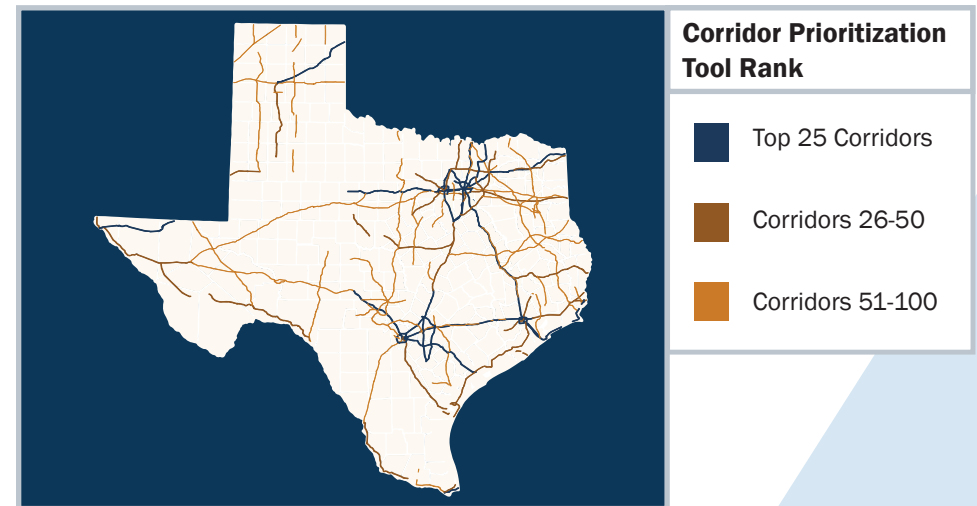 Corridor Prioritization
Tool Rank
Top 25 Corridors
Corridors 26-50
Corridors 51-100